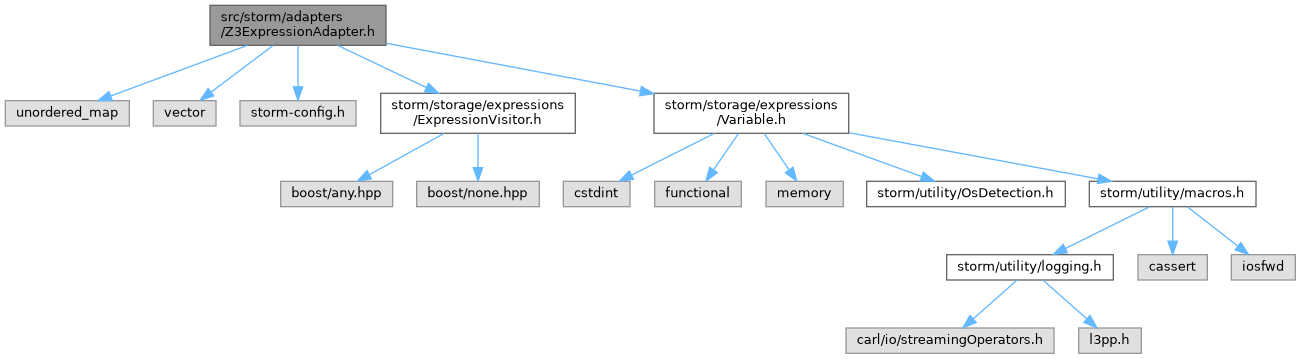 src/storm/adapters
/Z3ExpressionAdapter.h
unordered_map
vector
storm-config.h
storm/storage/expressions
/ExpressionVisitor.h
storm/storage/expressions
/Variable.h
boost/any.hpp
boost/none.hpp
cstdint
functional
memory
storm/utility/OsDetection.h
storm/utility/macros.h
storm/utility/logging.h
cassert
iosfwd
carl/io/streamingOperators.h
l3pp.h